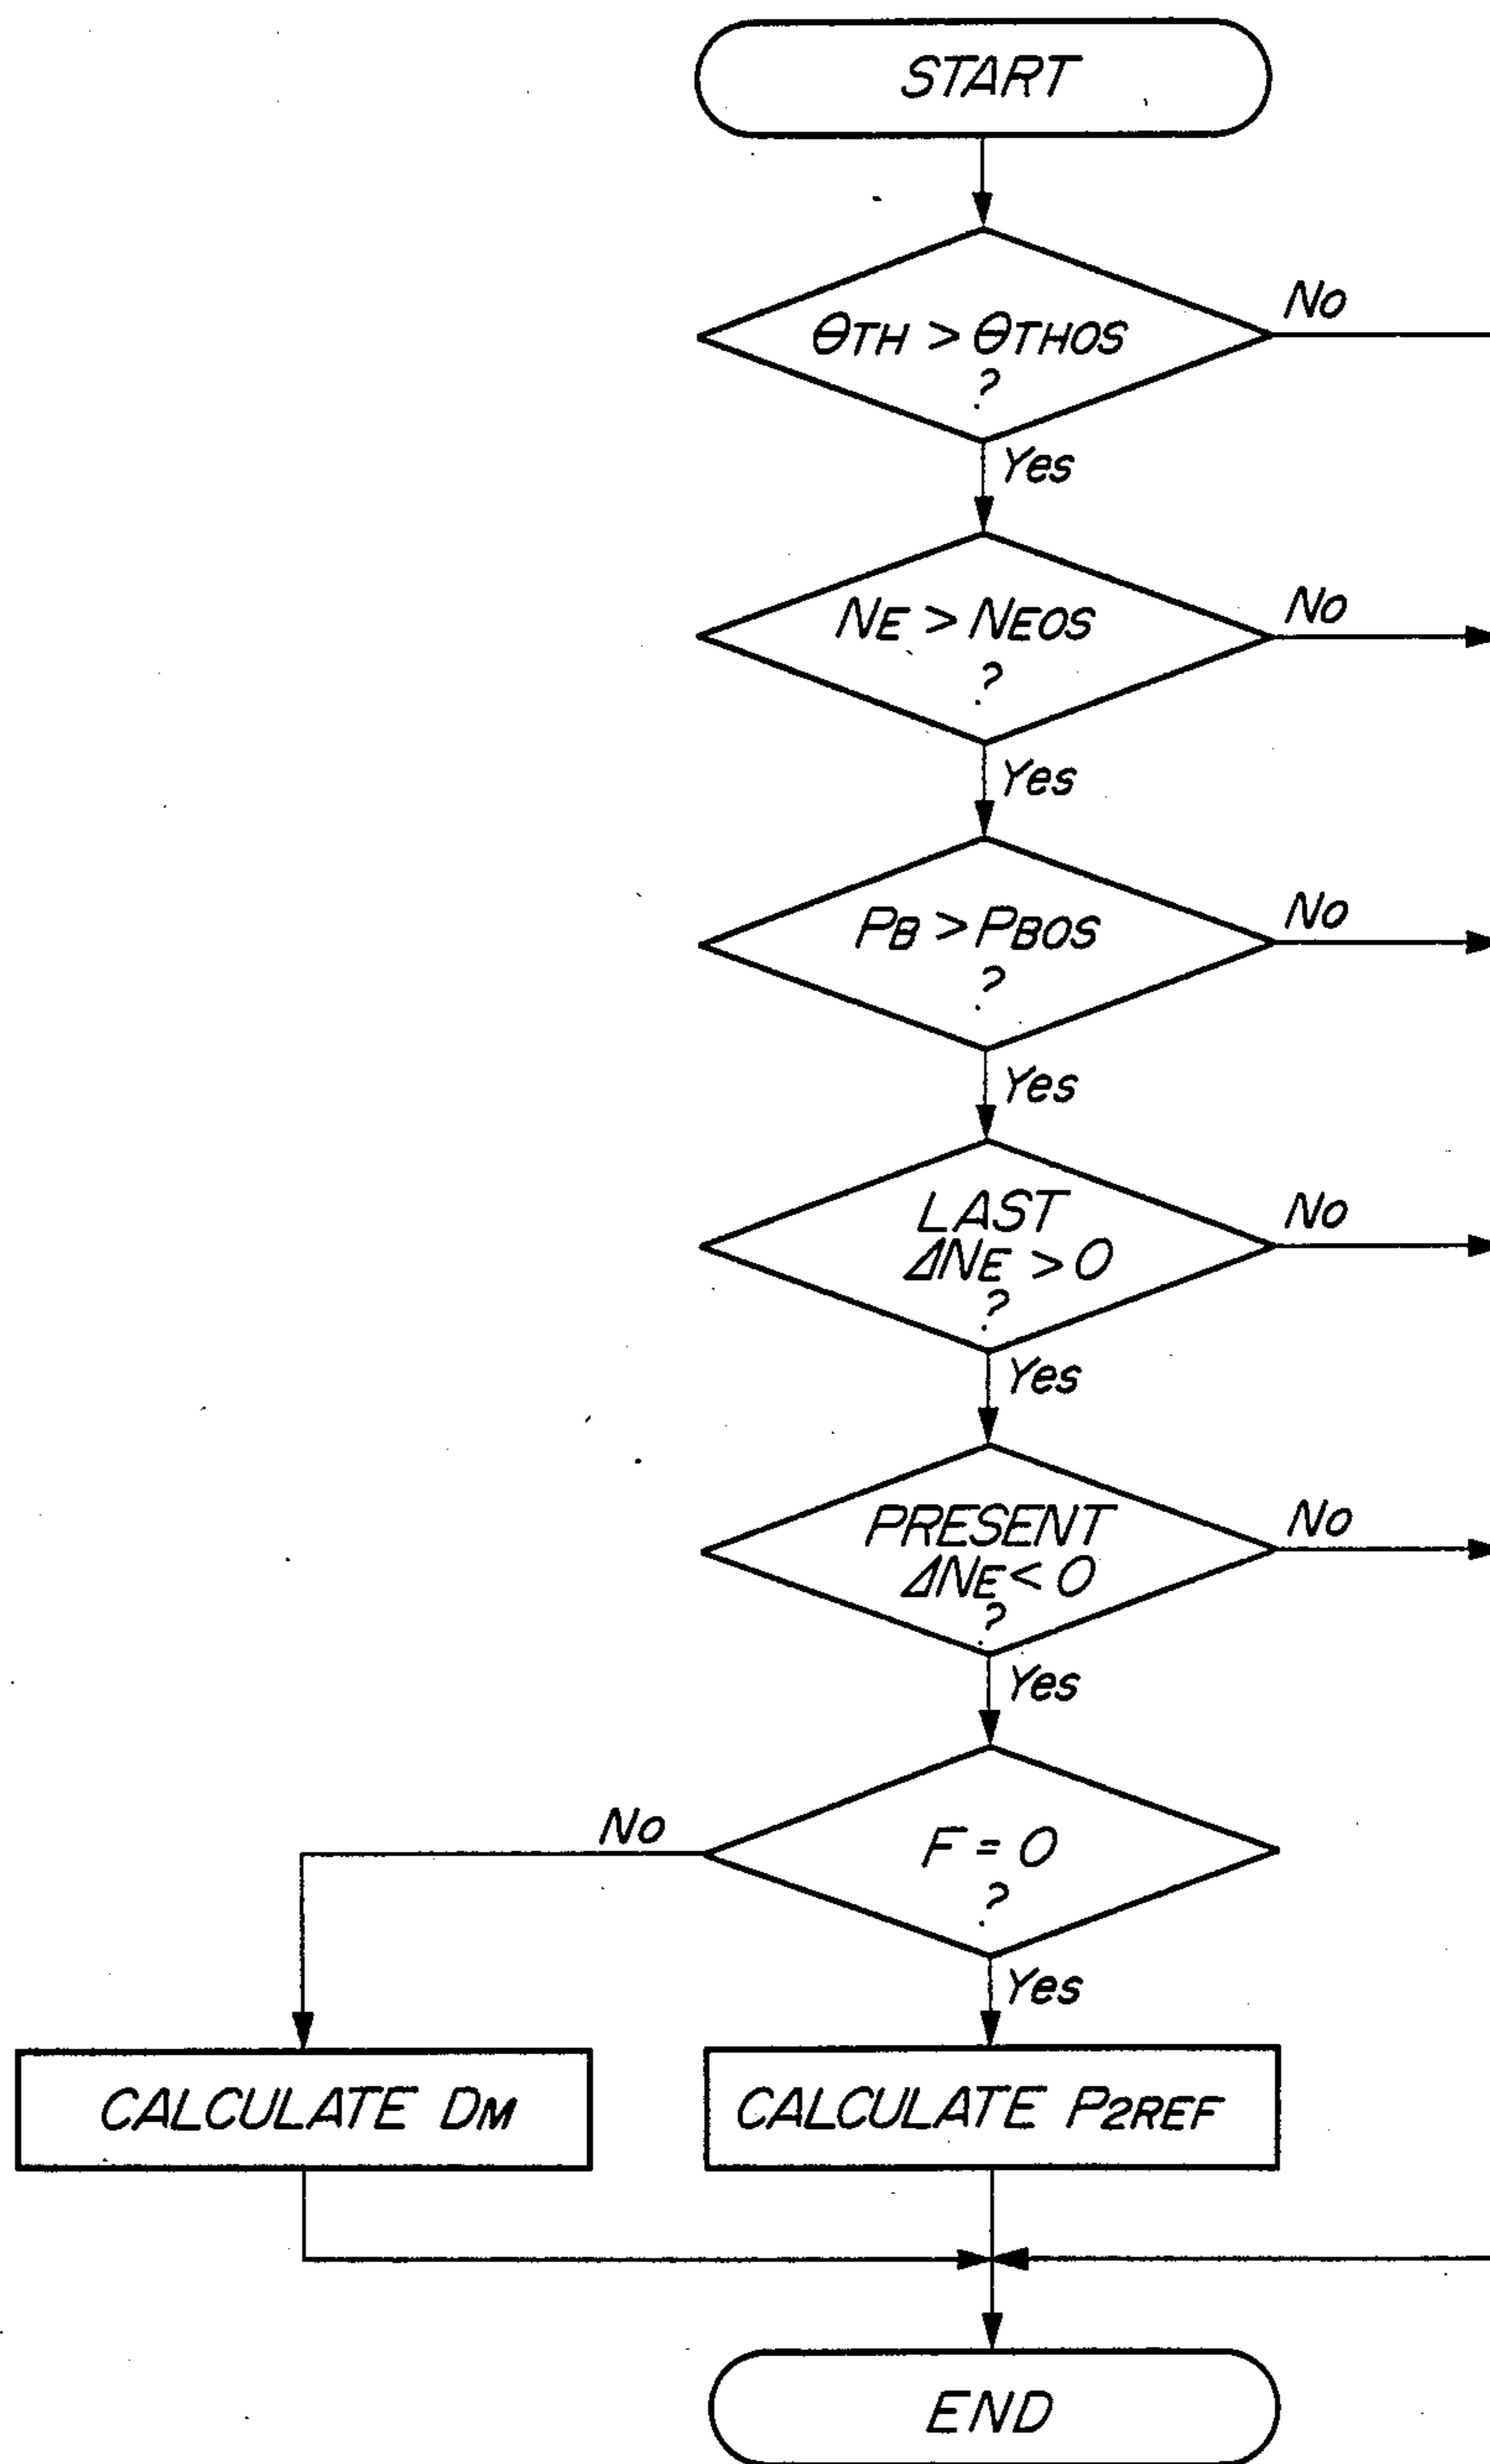 START
θTH > θTHOS
?
No
Yes
NE > NEOS
?
No
Yes
PB > PBOS
?
No
Yes
LAST
ΔNE > 0
?
No
Yes
PRESENT
ΔNE < 0
?
No
Yes
F = 0
?
No
Yes
CALCULATE DM
CALCULATE P2REF
END